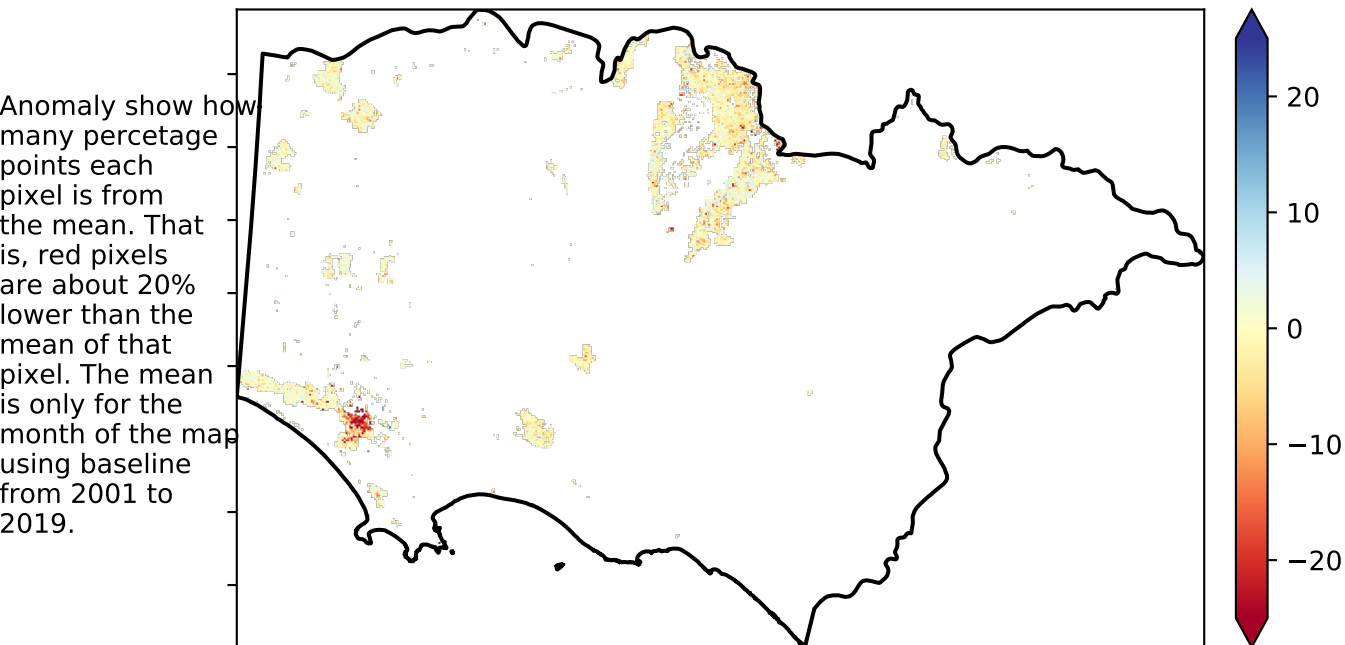 Anomaly show how
many percetage
points each
pixel is from
the mean. That
is, red pixels
are about 20%
lower than the
mean of that
pixel. The mean
is only for the
month of the map
using baseline
from 2001 to
2019.
20
10
0
−10
−20